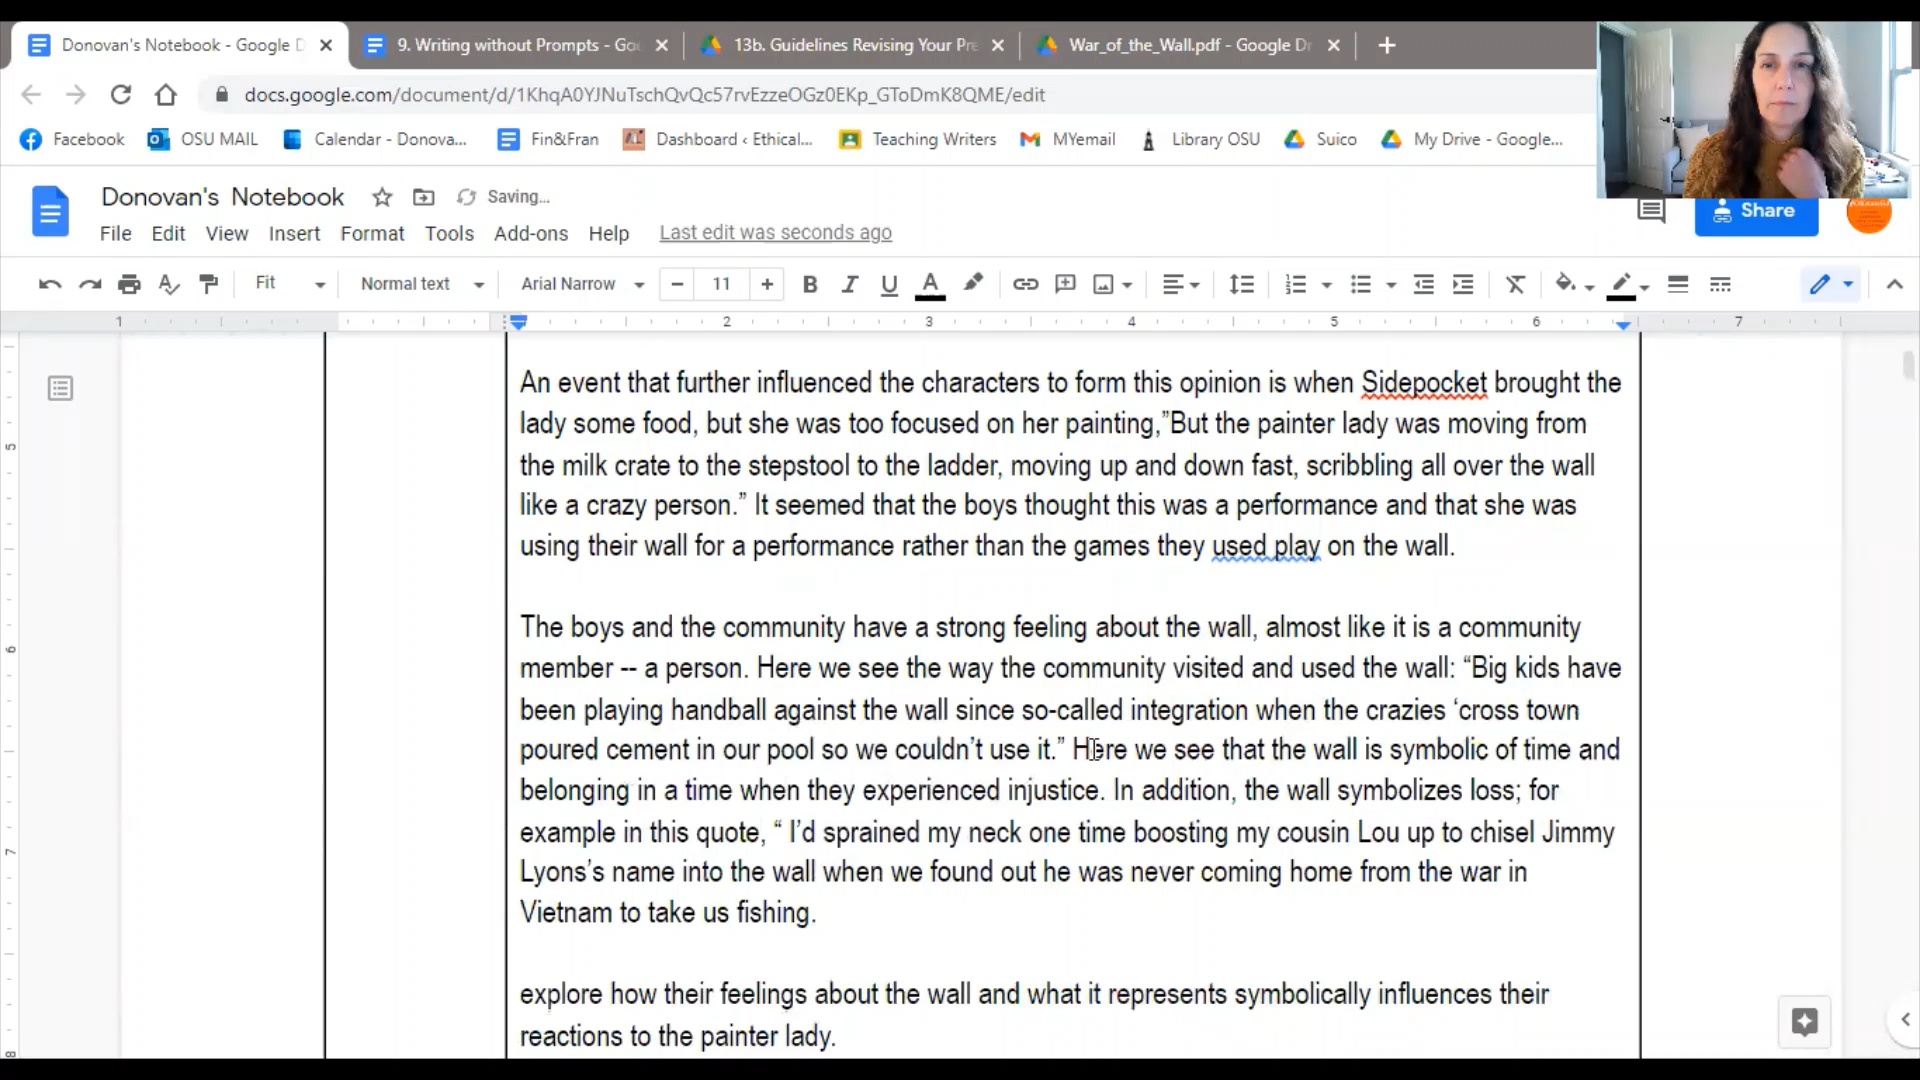 Donovan's Notebook - Google D
9. Writing without Prompts - Goo
13b. Guidelines Revising Your Pre
War_of_the_Wall.pdf - Google Dr
docs.google.com/document/d/1KhqA0YJNuTschQvQc57rvEzzeOGz0EKp_GToDmK8QME/edit
Facebook OSU MAIL Calendar - Donova... Fin&Fran Dashboard ‹ Ethical... Teaching Writers MYemail Library OSU Suico My Drive - Google...
Donovan's Notebook Saving...
File Edit View Insert Format Tools Add-ons Help Last edit was seconds ago
Share
Fit Normal text Arial Narrow 11
1 1 2 3 4 5 6 7
An event that further influenced the characters to form this opinion is when Sidepocket brought the
lady some food, but she was too focused on her painting,”But the painter lady was moving from
5
the milk crate to the stepstool to the ladder, moving up and down fast, scribbling all over the wall
like a crazy person.” It seemed that the boys thought this was a performance and that she was
using their wall for a performance rather than the games they used play on the wall.
The boys and the community have a strong feeling about the wall, almost like it is a community
6
member -- a person. Here we see the way the community visited and used the wall: “Big kids have
been playing handball against the wall since so-called integration when the crazies ‘cross town
poured cement in our pool so we couldn’t use it.” Here we see that the wall is symbolic of time and
belonging in a time when they experienced injustice. In addition, the wall symbolizes loss; for
example in this quote, “ I’d sprained my neck one time boosting my cousin Lou up to chisel Jimmy
7
Lyons’s name into the wall when we found out he was never coming home from the war in
Vietnam to take us fishing.
explore how their feelings about the wall and what it represents symbolically influences their
reactions to the painter lady.
8